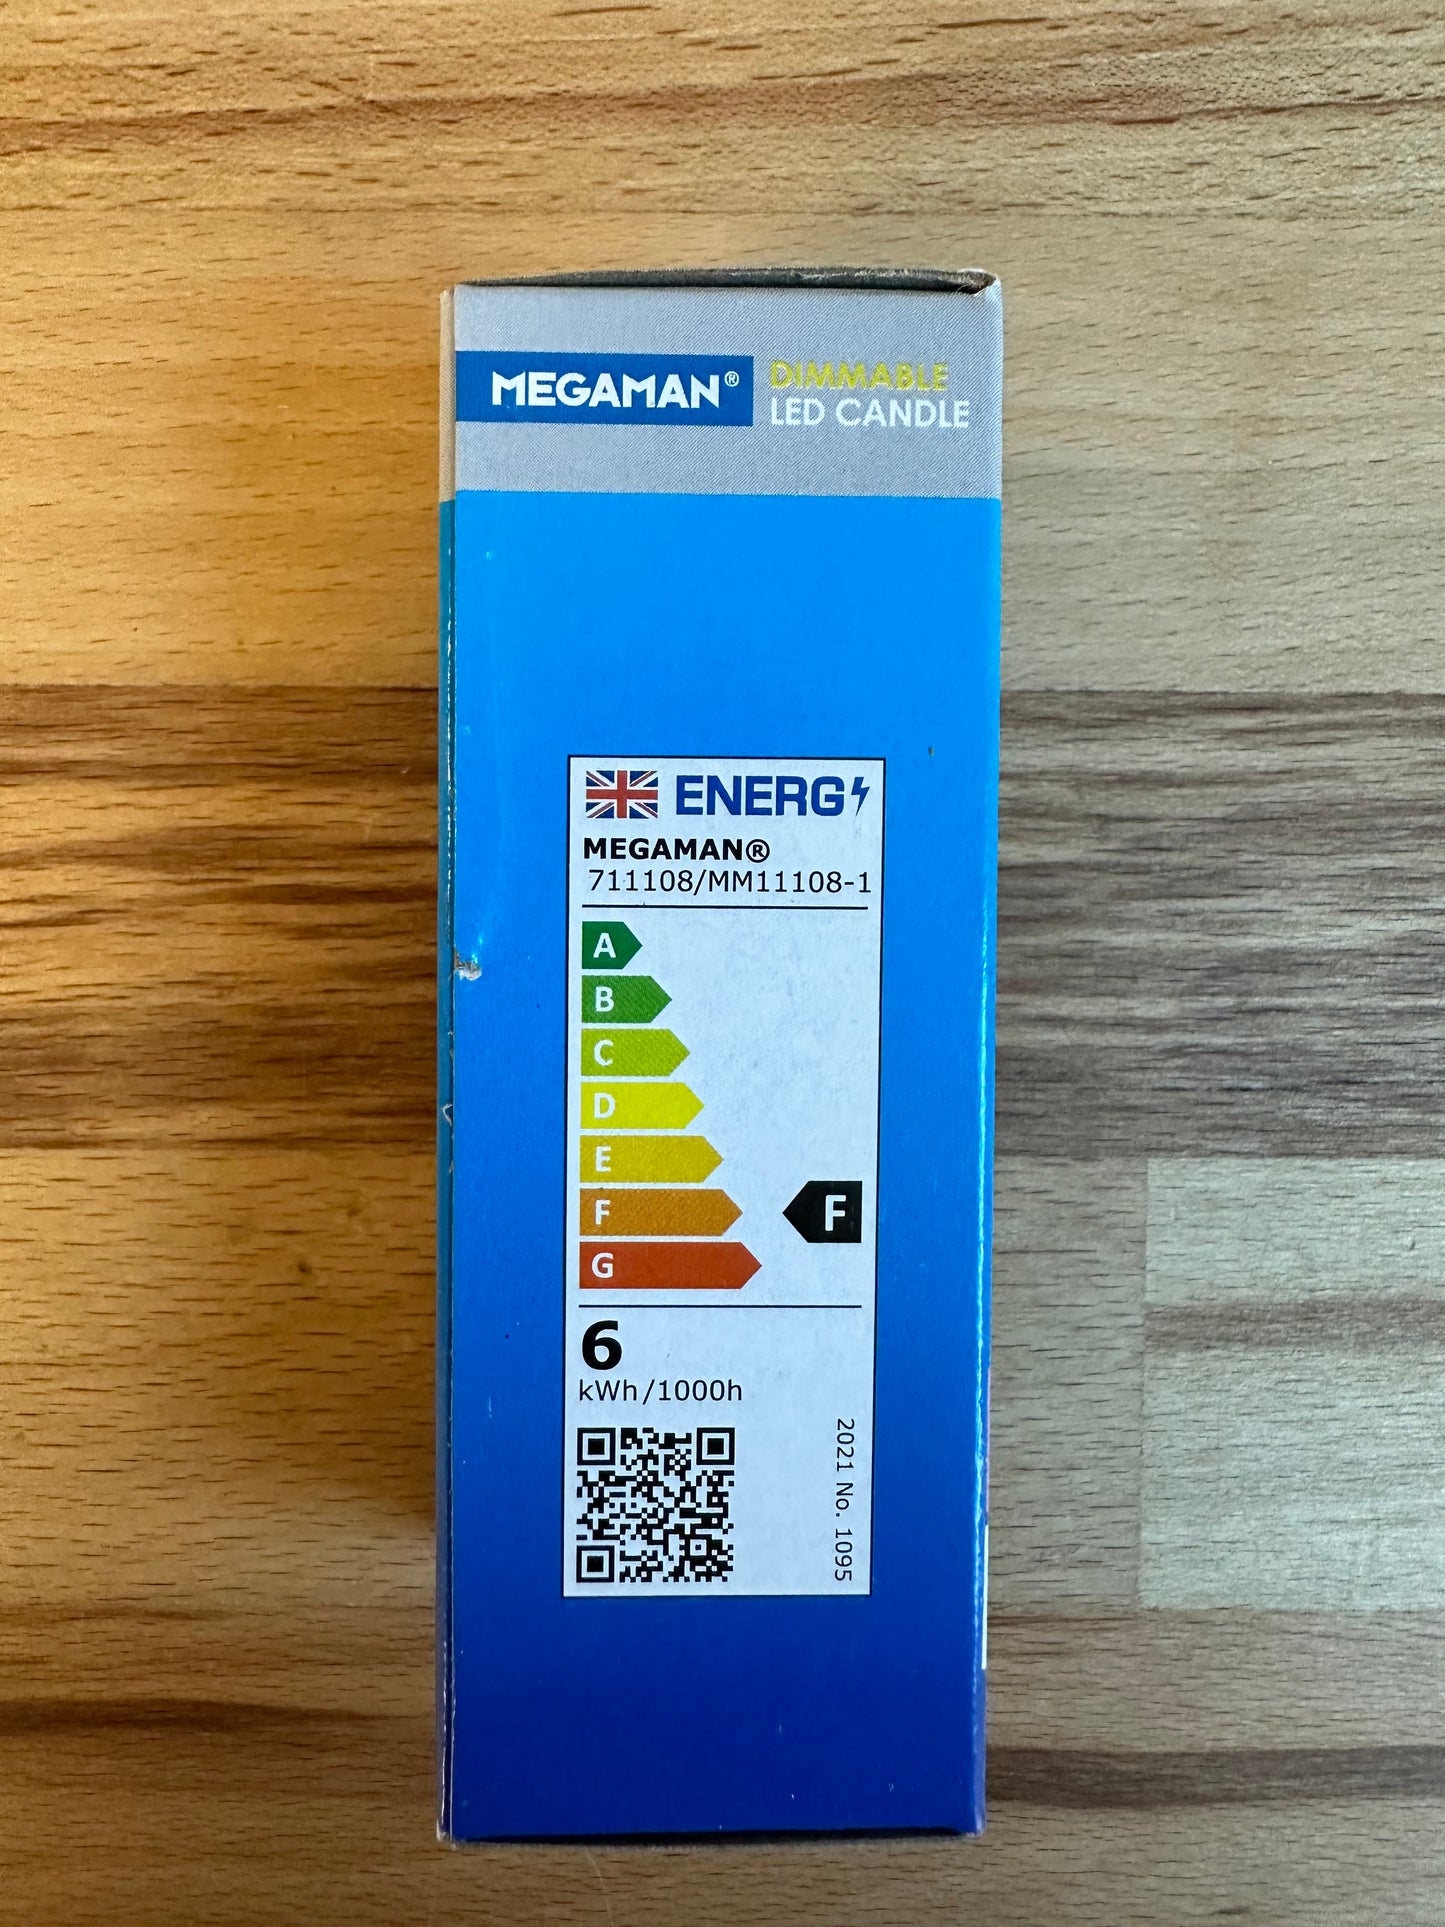 MEGAMAN®
DIMMABLE
LED CANDLE
ENERG
MEGAMAN®
711108/MM11108-1
A
B
C
D
E
F
F
G
6
kWh/1000h
2021 No. 1095